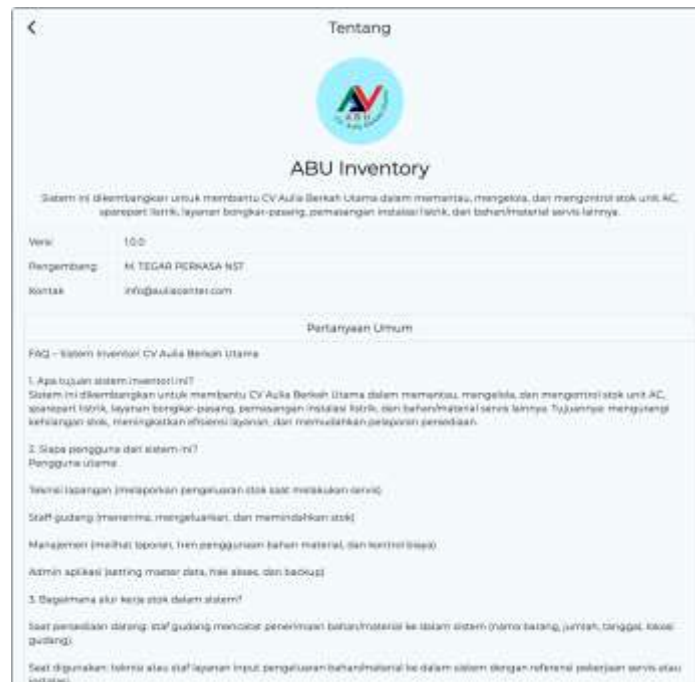 Tentang
ABU
ABU Inventory
Sistem ini dikembangkan untuk membantu CV Aulia Berkah Utama dalam memantau, mengelola, dan mengontrol stok unit AC,
sparepart listrik, layanan bongkar-pasang, pemasangan instalasi listrik, dan bahan/material servis lainnya.
Versi 1.0.0
Pengembang M. TEGAR PERKASA NST
Kontak info@auliacenter.com
Pertanyaan Umum
FAQ – Sistem Inventori CV Aulia Berkah Utama
1. Apa tujuan sistem inventori ini?
Sistem ini dikembangkan untuk membantu CV Aulia Berkah Utama dalam memantau, mengelola, dan mengontrol stok unit AC,
sparepart listrik, layanan bongkar-pasang, pemasangan instalasi listrik, dan bahan/material servis lainnya. Tujuannya: mengurangi
kehilangan stok, meningkatkan efisiensi layanan, dan memudahkan pelaporan persediaan.
2. Siapa pengguna dari sistem ini?
Pengguna utama
Teknisi lapangan (melaporkan pengeluaran stok saat melakukan servis)
Staff gudang (menerima, mengeluarkan, dan memindahkan stok)
Manajemen (melihat laporan, tren penggunaan bahan material, dan kontrol biaya)
Admin aplikasi (setting master data, hak akses, dan backup)
3. Bagaimana alur kerja stok dalam sistem?
Saat persediaan datang: staf gudang mencatat penerimaan bahan/material ke dalam sistem (nama barang, jumlah, tanggal, lokasi
gudang).
Saat digunakan: teknisi atau staf layanan input pengeluaran bahan/material ke dalam sistem dengan referensi pekerjaan servis atau
instalasi.